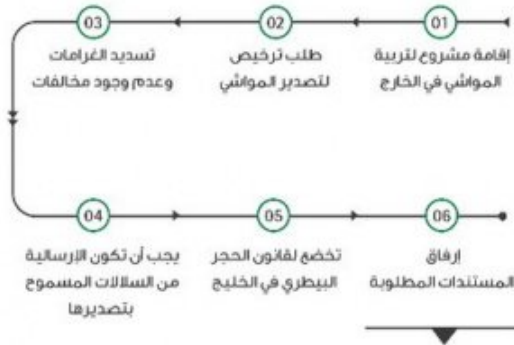 01
إقامة مشروع لتربية
المواشي في الخارج
02
طلب ترخيص
لتصدير المواشي
03
تسديد الغرامات
وعدم وجود مخالفات
04
يجب أن تكون الإرسالية
من السلالات المسموح
بتصديرها
05
تخضع لقانون الحجر
البيطري في الخليج
06
إرفاق
المستندات المطلوبة